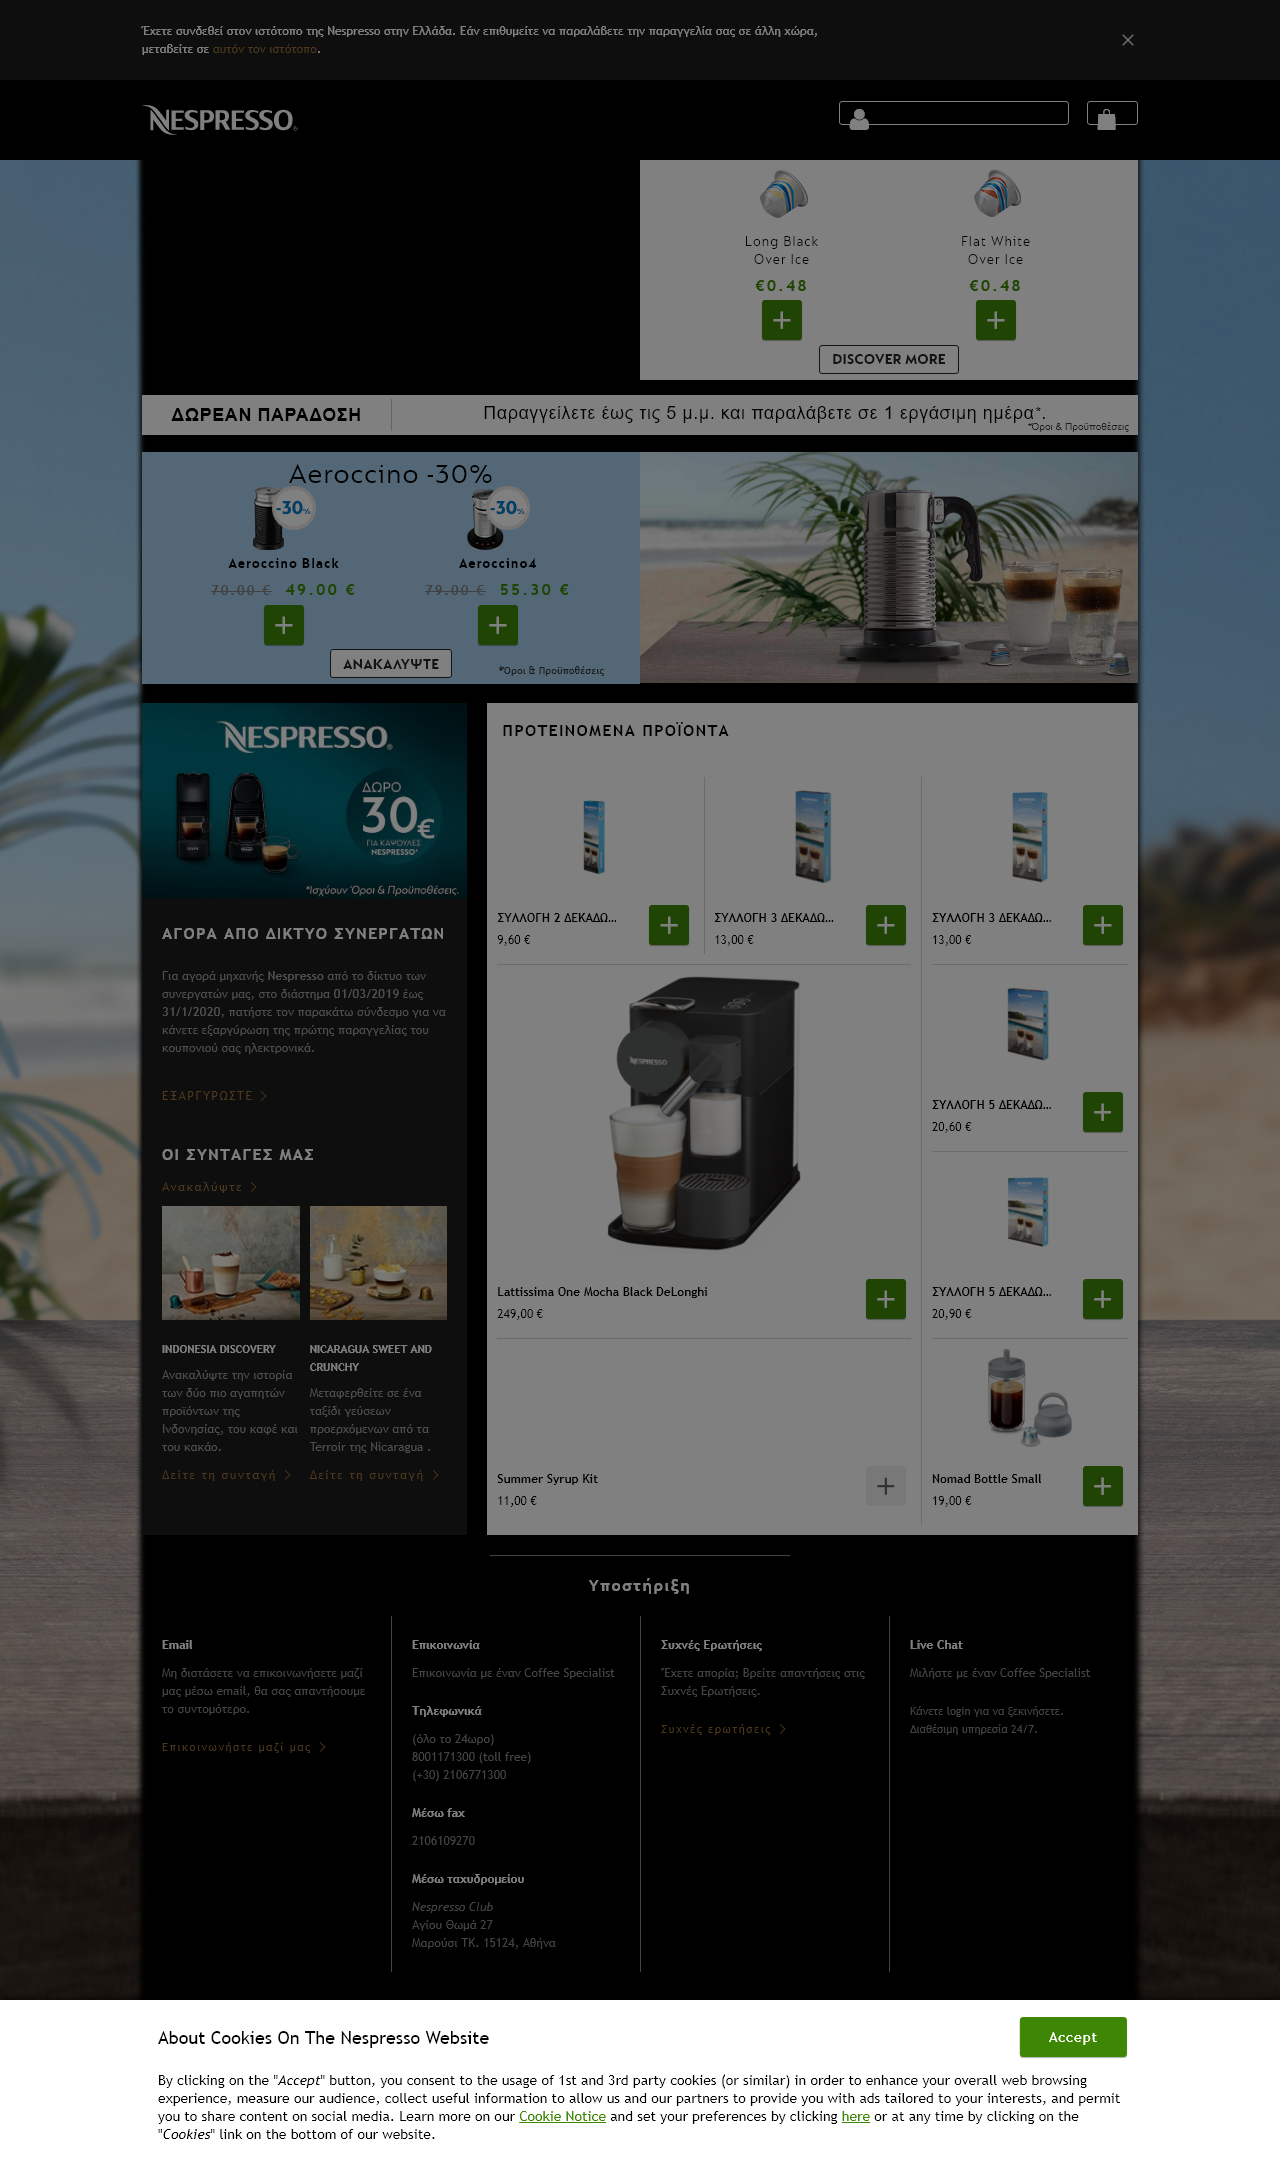 Έχετε συνδεθεί στον ιστότοπο της Nespresso στην Ελλάδα. Εάν επιθυμείτε να παραλάβετε την παραγγελία σας σε άλλη χώρα,
μεταβείτε σε αυτόν τον ιστότοπο.
NESPRESSO
Long Black
Over Ice
€0.48
Flat White
Over Ice
€0.48
DISCOVER MORE
ΔΩΡΕΑΝ ΠΑΡΑΔΟΣΗ
Παραγγείλετε έως τις 5 μ.μ. και παραλάβετε σε 1 εργάσιμη ημέρα*.
*Όροι & Προϋποθέσεις
Aeroccino -30%
-30%
-30%
Aeroccino Black
Aeroccino4
70.00 € 49.00 €
79.00 € 55.30 €
ΑΝΑΚΑΛΥΨΤΕ
*Όροι & Προϋποθέσεις
NESPRESSO
ΔΩΡΟ
30€
ΓΙΑ ΚΑΨΟΥΛΕΣ
NESPRESSO*
*Ισχύουν Όροι & Προϋποθέσεις.
ΑΓΟΡΑ ΑΠΟ ΔΙΚΤΥΟ ΣΥΝΕΡΓΑΤΩΝ
Για αγορά μηχανής Nespresso από το δίκτυο των
συνεργατών μας, στο διάστημα 01/03/2019 έως
31/1/2020, πατήστε τον παρακάτω σύνδεσμο για να
κάνετε εξαργύρωση της πρώτης παραγγελίας του
κουπονιού σας ηλεκτρονικά.
ΕΞΑΡΓΥΡΩΣΤΕ
ΟΙ ΣΥΝΤΑΓΕΣ ΜΑΣ
Ανακαλύψτε
INDONESIA DISCOVERY
Ανακαλύψτε την ιστορία
των δύο πιο αγαπητών
προϊόντων της
Ινδονησίας, του καφέ και
του κακάο.
Δείτε τη συνταγή
NICARAGUA SWEET AND
CRUNCHY
Μεταφερθείτε σε ένα
ταξίδι γεύσεων
προερχόμενων από τα
Terroir της Nicaragua .
Δείτε τη συνταγή
ΠΡΟΤΕΙΝΟΜΕΝΑ ΠΡΟΪΟΝΤΑ
ΣΥΛΛΟΓΗ 2 ΔΕΚΑΔΩ...
9,60 €
ΣΥΛΛΟΓΗ 3 ΔΕΚΑΔΩ...
13,00 €
ΣΥΛΛΟΓΗ 3 ΔΕΚΑΔΩ...
13,00 €
NESPRESSO
Lattissima One Mocha Black DeLonghi
249,00 €
ΣΥΛΛΟΓΗ 5 ΔΕΚΑΔΩ...
20,60 €
ΣΥΛΛΟΓΗ 5 ΔΕΚΑΔΩ...
20,90 €
Summer Syrup Kit
11,00 €
Nomad Bottle Small
19,00 €
Υποστήριξη
Email
Μη διστάσετε να επικοινωνήσετε μαζί
μας μέσω email, θα σας απαντήσουμε
το συντομότερο.
Επικοινωνήστε μαζί μας
Επικοινωνία
Επικοινωνία με έναν Coffee Specialist
Τηλεφωνικά
(όλο το 24ωρο)
8001171300 (toll free)
(+30) 2106771300
Μέσω fax
2106109270
Μέσω ταχυδρομείου
Nespresso Club
Αγίου Θωμά 27
Μαρούσι ΤΚ. 15124, Αθήνα
Συχνές Ερωτήσεις
Έχετε απορία; Βρείτε απαντήσεις στις
Συχνές Ερωτήσεις.
Συχνές ερωτήσεις
Live Chat
Μιλήστε με έναν Coffee Specialist
Κάνετε login για να ξεκινήσετε.
Διαθέσιμη υπηρεσία 24/7.
About Cookies On The Nespresso Website
Accept
By clicking on the "Accept" button, you consent to the usage of 1st and 3rd party cookies (or similar) in order to enhance your overall web browsing
experience, measure our audience, collect useful information to allow us and our partners to provide you with ads tailored to your interests, and permit
you to share content on social media. Learn more on our Cookie Notice and set your preferences by clicking here or at any time by clicking on the
"Cookies" link on the bottom of our website.